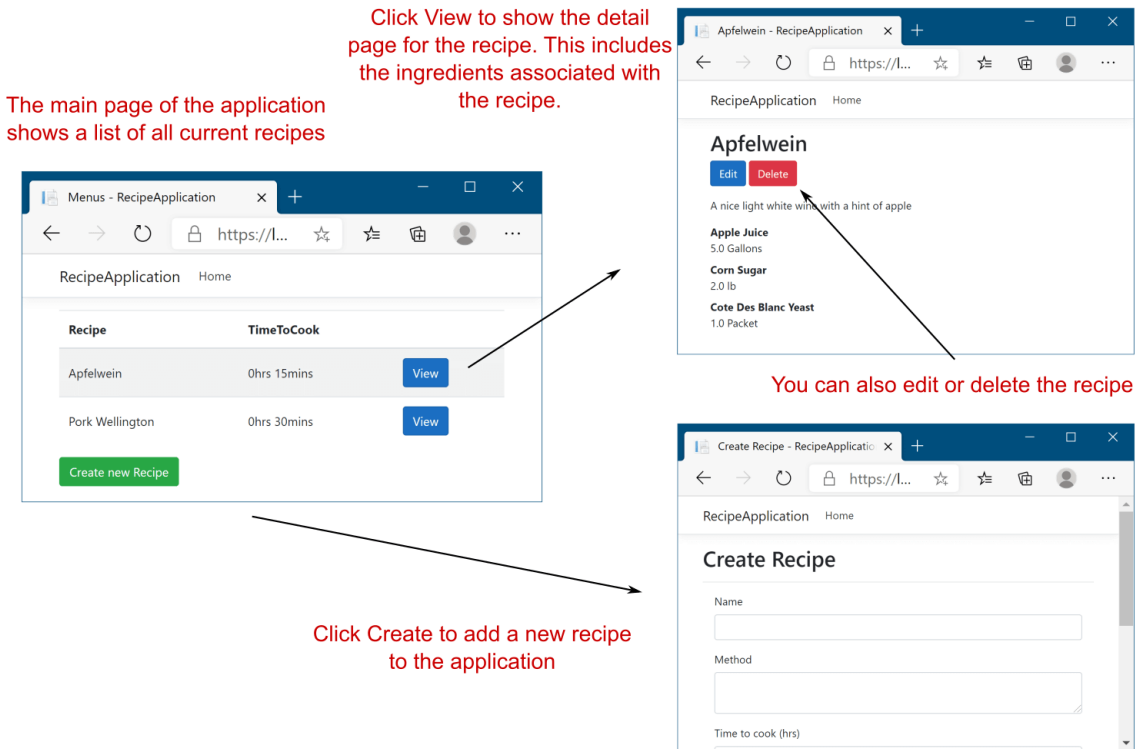 Click View to show the detail
page for the recipe. This includes
the ingredients associated with
the recipe.
The main page of the application
shows a list of all current recipes
Menus - RecipeApplication
https://l...
RecipeApplication Home
Recipe TimeToCook
Apfelwein 0hrs 15mins View
Pork Wellington 0hrs 30mins View
Create new Recipe
Apfelwein - RecipeApplication
https://l...
RecipeApplication Home
Apfelwein
Edit Delete
A nice light white wine with a hint of apple
Apple Juice
5.0 Gallons
Corn Sugar
2.0 lb
Cote Des Blanc Yeast
1.0 Packet
You can also edit or delete the recipe
Click Create to add a new recipe
to the application
Create Recipe - RecipeApplicatio
https://l...
RecipeApplication Home
Create Recipe
Name
Method
Time to cook (hrs)